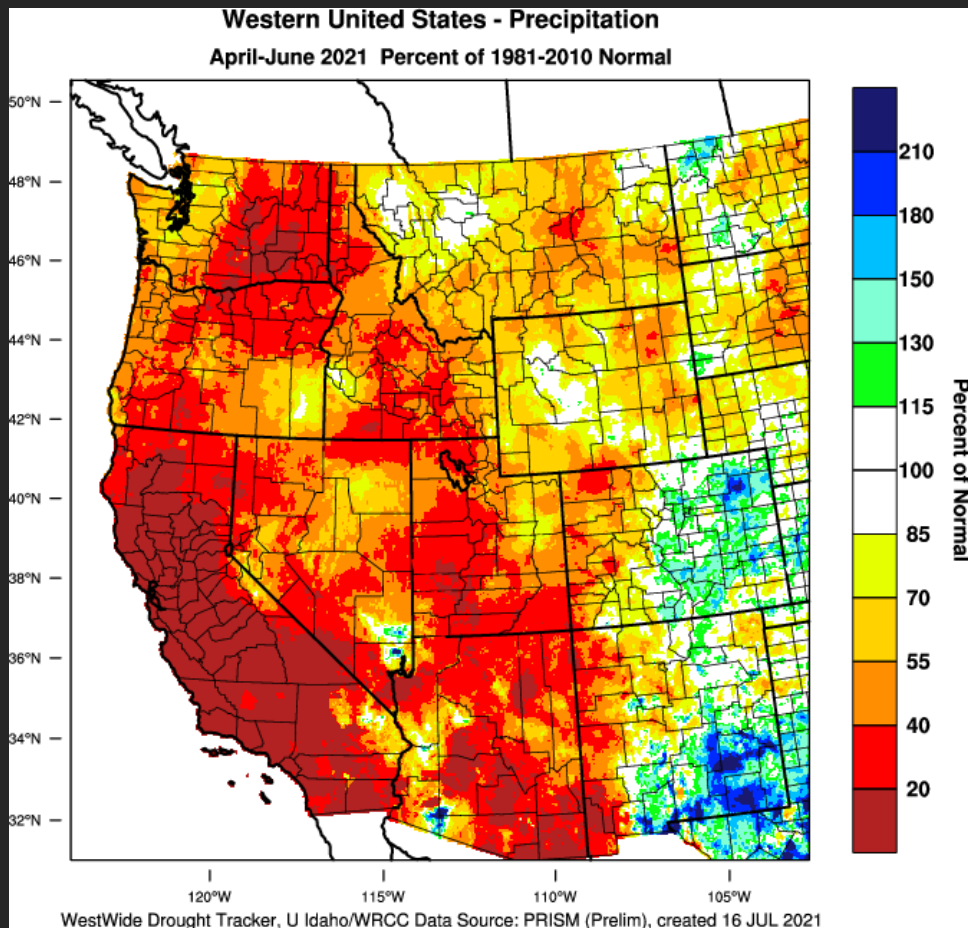 Western United States - Precipitation
April-June 2021 Percent of 1981-2010 Normal
50°N
48°N
46°N
44°N
42°N
40°N
38°N
36°N
34°N
32°N
210
180
150
130
115
100
85
70
55
40
20
Percent of Normal
120°W 115°W 110°W 105°W
WestWide Drought Tracker, U Idaho/WRCC Data Source: PRISM (Prelim), created 16 JUL 2021